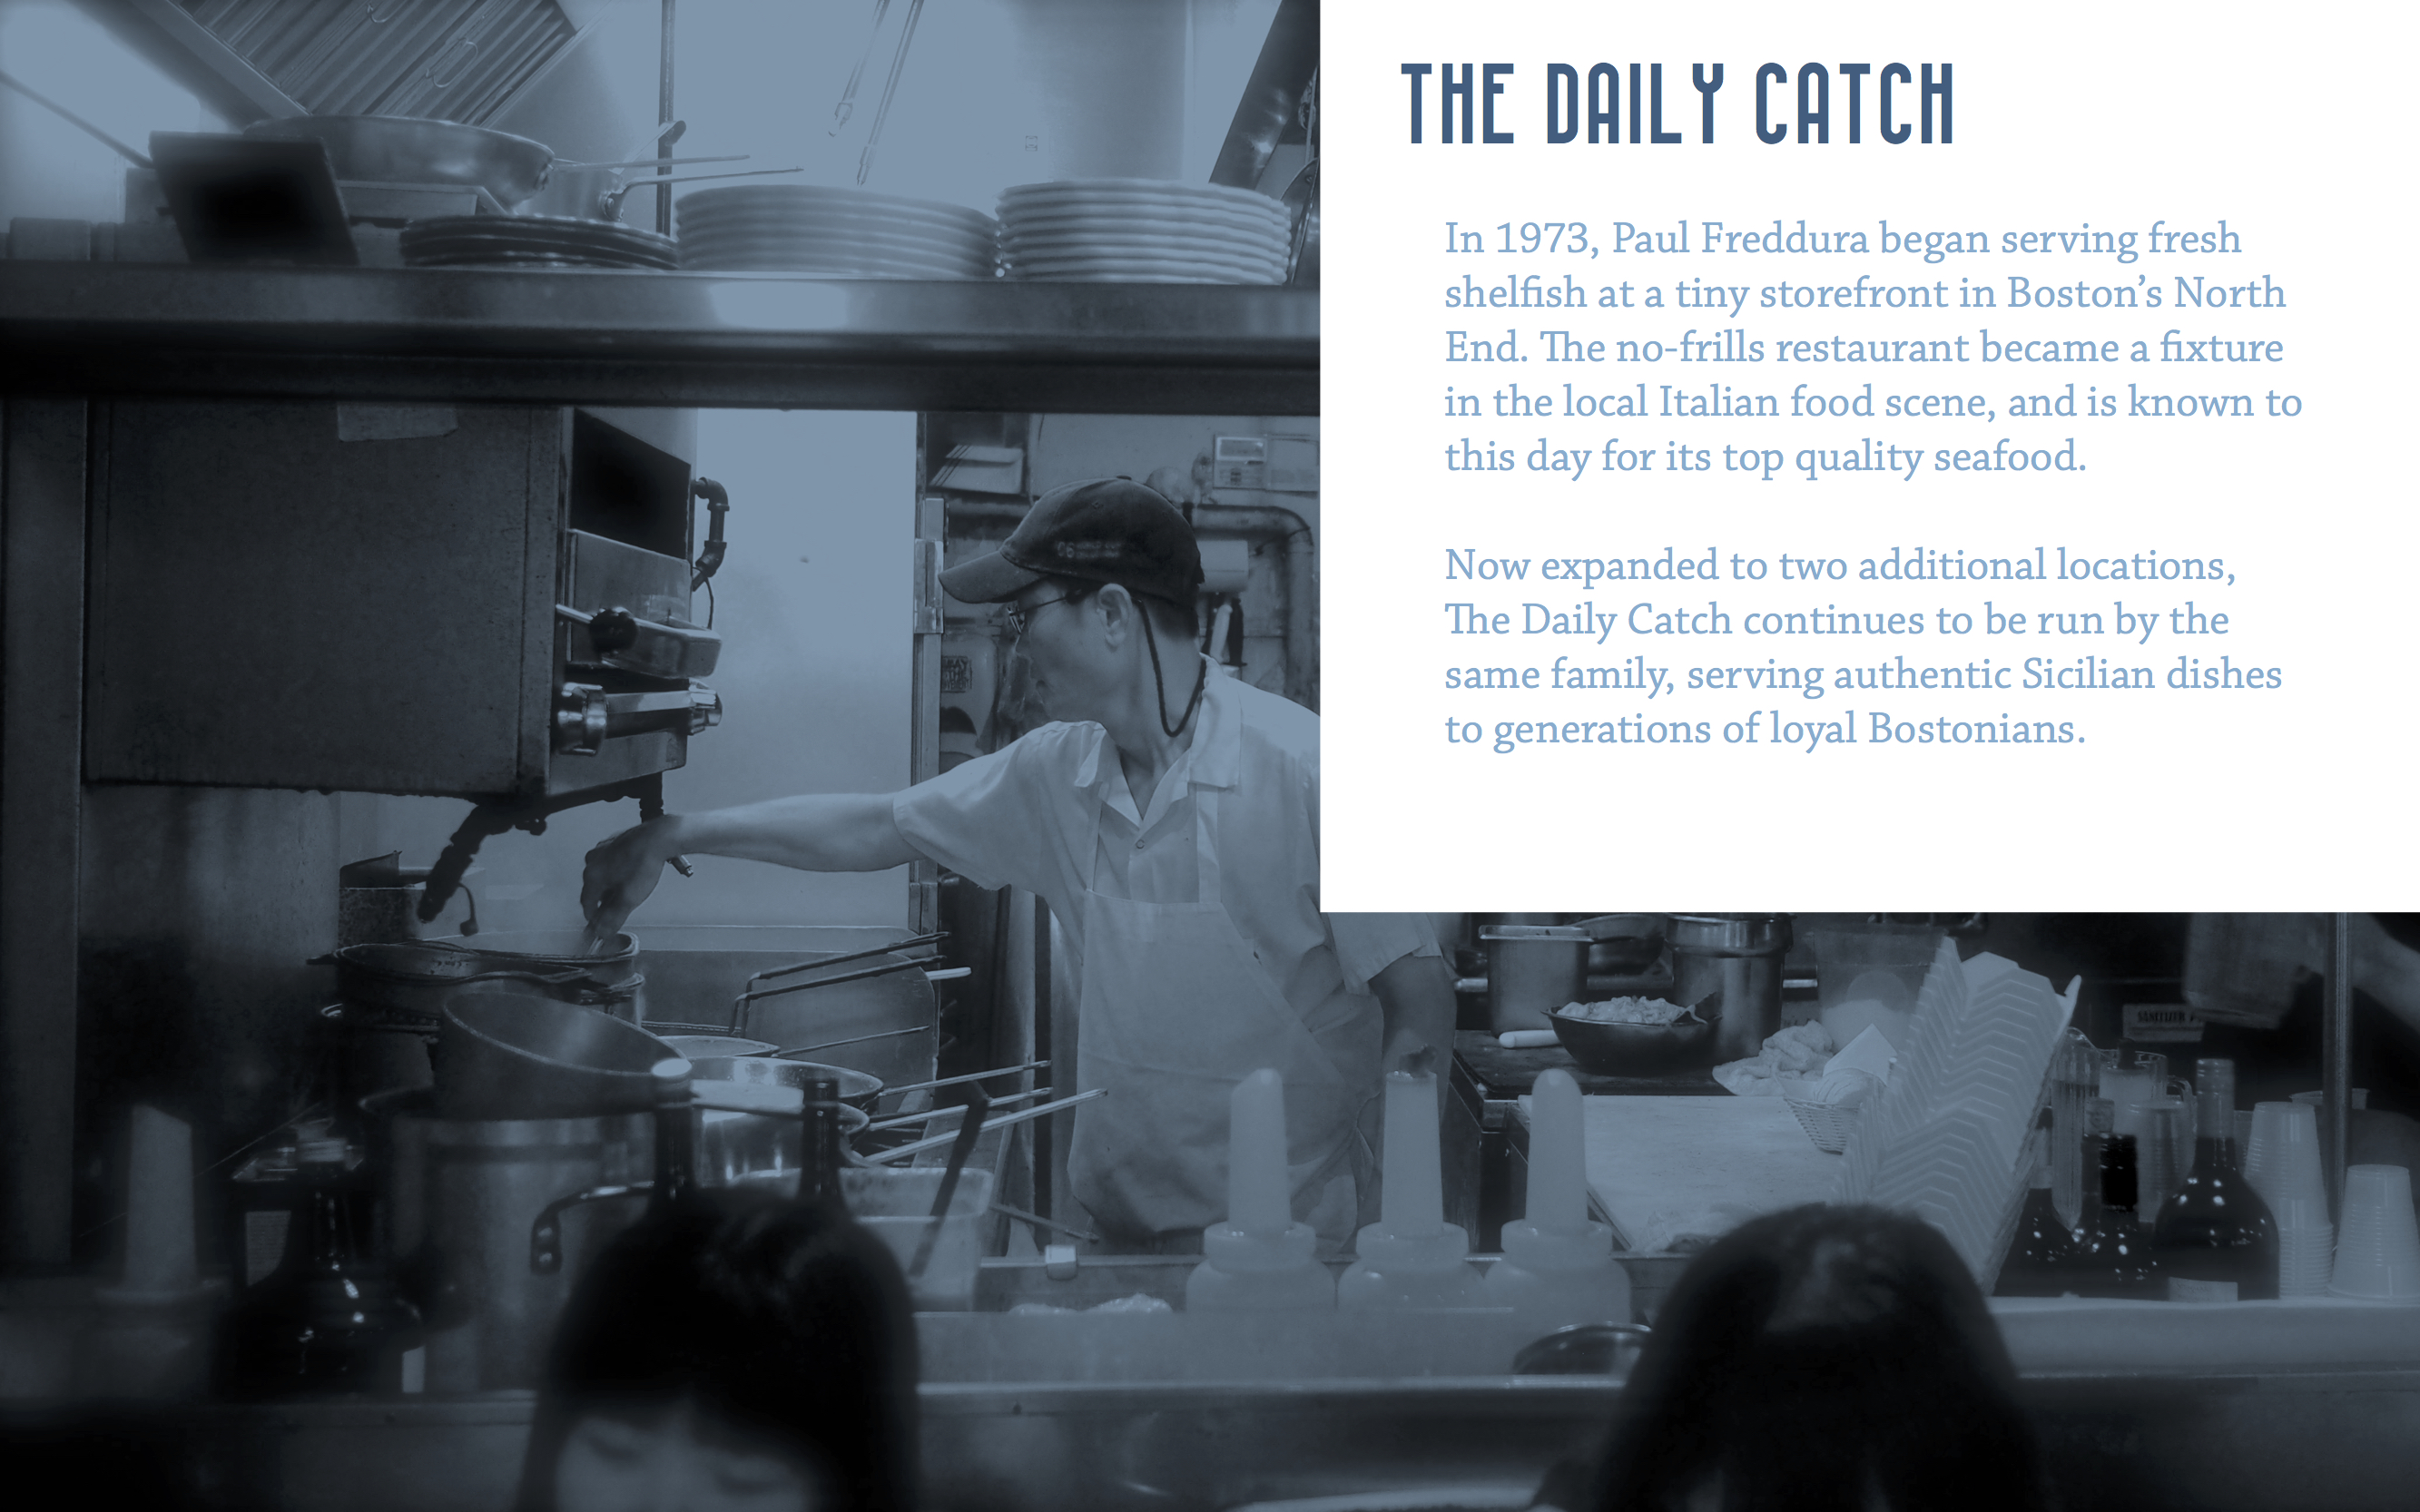 THE DAILY CATCH
In 1973, Paul Freddura began serving fresh
shelfish at a tiny storefront in Boston’s North
End. The no-frills restaurant became a fixture
in the local Italian food scene, and is known to
this day for its top quality seafood.
Now expanded to two additional locations,
The Daily Catch continues to be run by the
same family, serving authentic Sicilian dishes
to generations of loyal Bostonians.